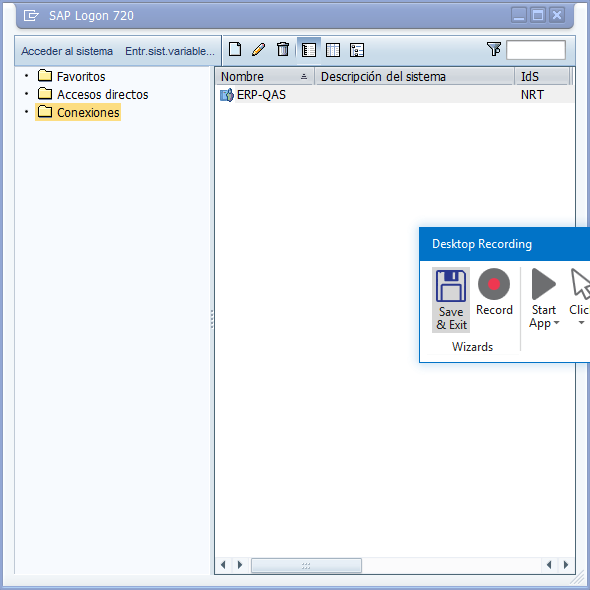 SAP Logon 720
Acceder al sistema Entr.sist.variable...
Favoritos
Accesos directos
Conexiones
Nombre Descripción del sistema IdS
ERP-QAS NRT
Desktop Recording
Save & Exit
Record
Start App
Clic
Wizards